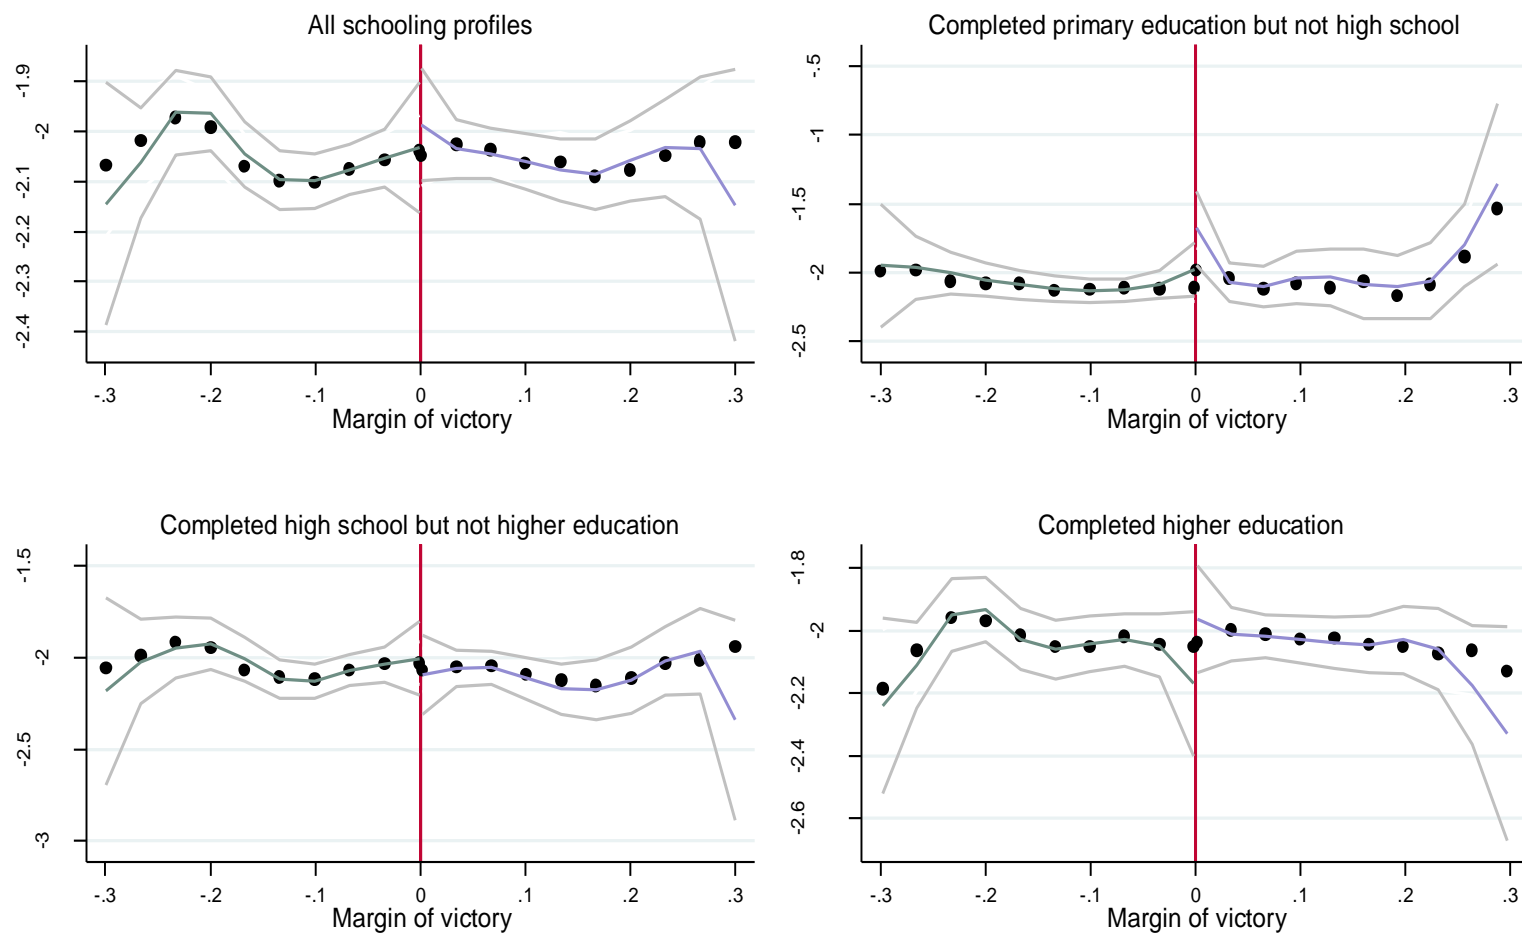 All schooling profiles
-1.9
-2
-2.1
-2.2
-2.3
-2.4
-.3 -.2 -.1 0 .1 .2 .3
Margin of victory
Completed primary education but not high school
-.5
-1
-1.5
-2
-2.5
-.3 -.2 -.1 0 .1 .2 .3
Margin of victory
Completed high school but not higher education
-1.5
-2
-2.5
-3
-.3 -.2 -.1 0 .1 .2 .3
Margin of victory
Completed higher education
-1.8
-2
-2.2
-2.4
-2.6
-.3 -.2 -.1 0 .1 .2 .3
Margin of victory